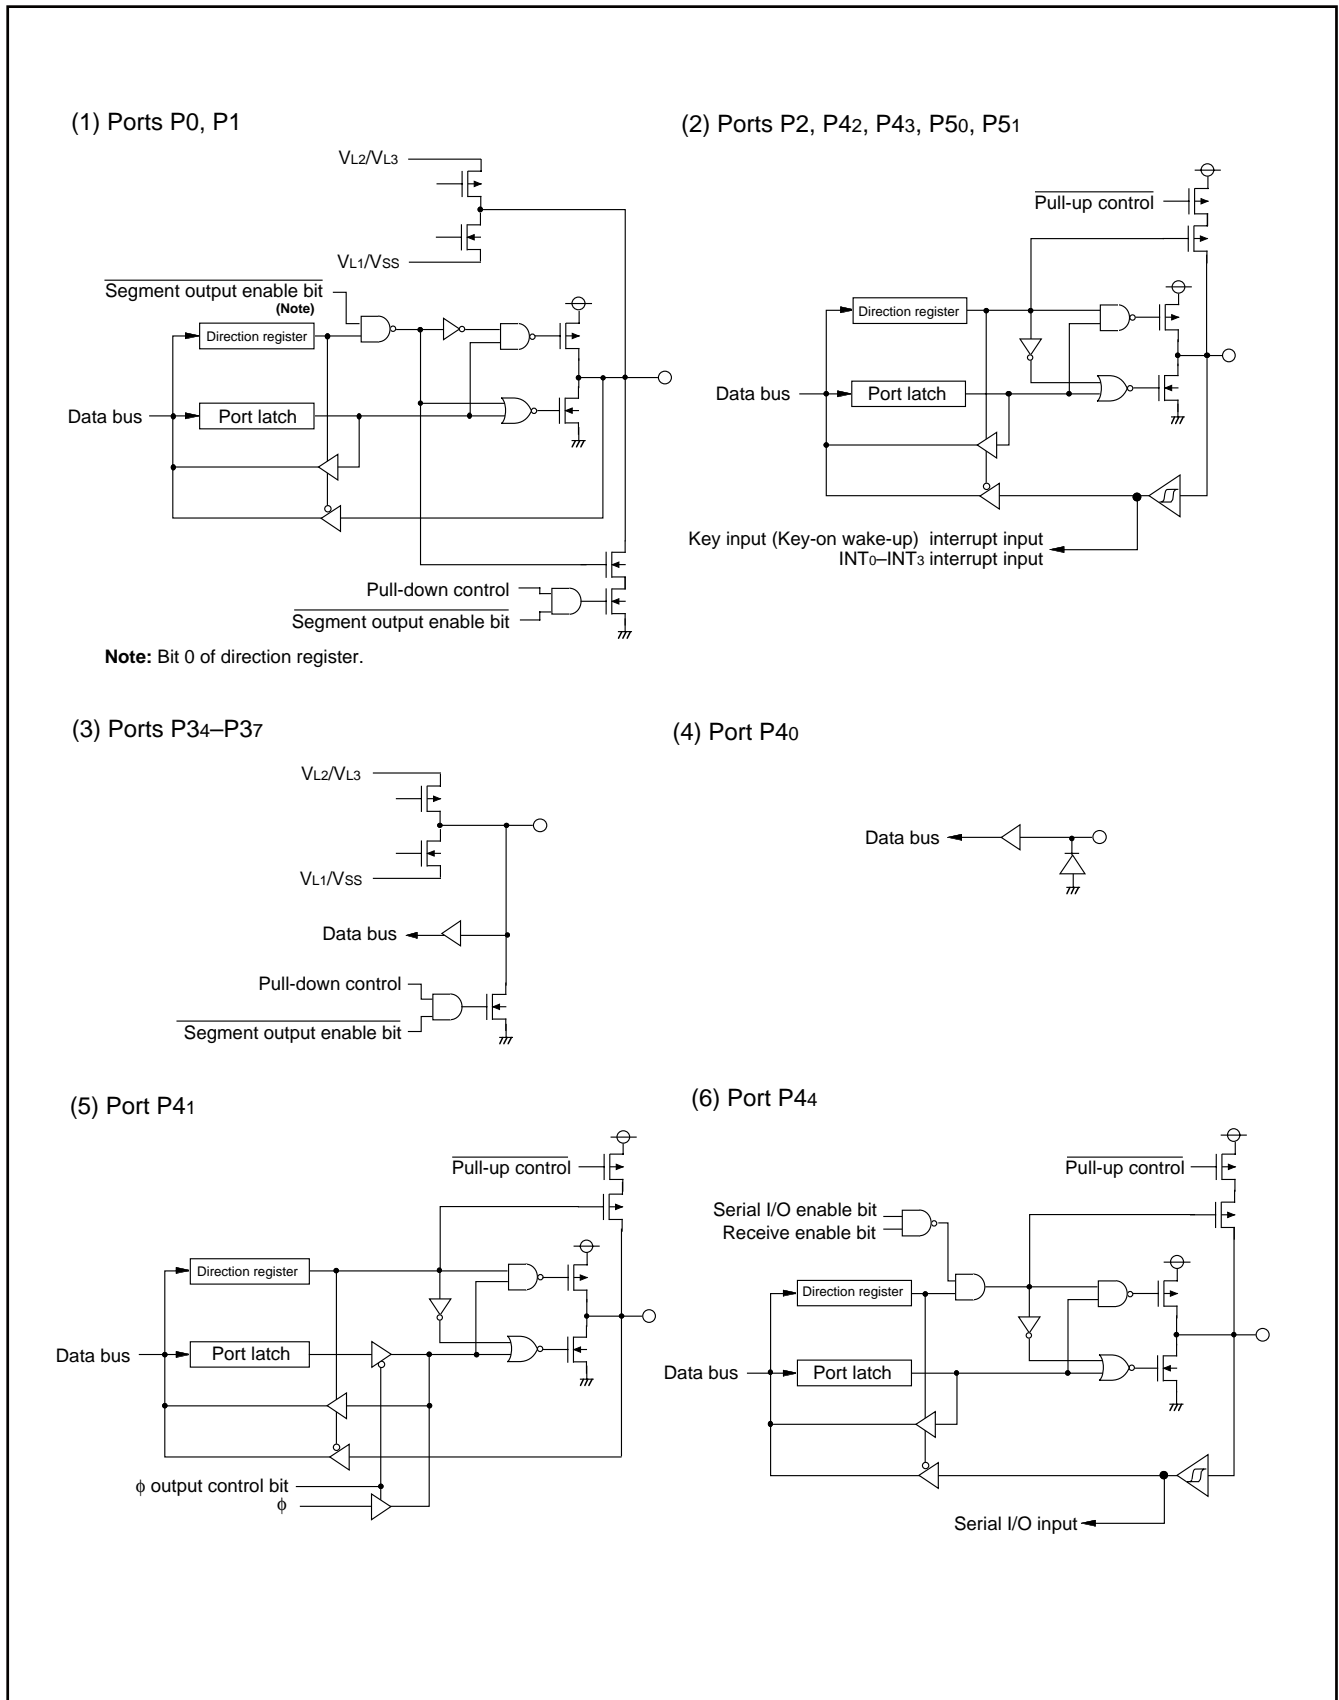 (1) Ports P0, P1
VL2/VL3
VL1/VSS
Segment output enable bit
(Note)
Direction register
Data bus
Port latch
Pull-down control
Segment output enable bit
Note: Bit 0 of direction register.
(2) Ports P2, P42, P43, P50, P51
Pull-up control
Direction register
Data bus
Port latch
Key input (Key-on wake-up) interrupt input
INT0–INT3 interrupt input
(3) Ports P34–P37
VL2/VL3
VL1/VSS
Data bus
Pull-down control
Segment output enable bit
(4) Port P40
Data bus
(5) Port P41
Pull-up control
Direction register
Data bus
Port latch
ϕ output control bit
ϕ
(6) Port P44
Pull-up control
Serial I/O enable bit
Receive enable bit
Direction register
Data bus
Port latch
Serial I/O input